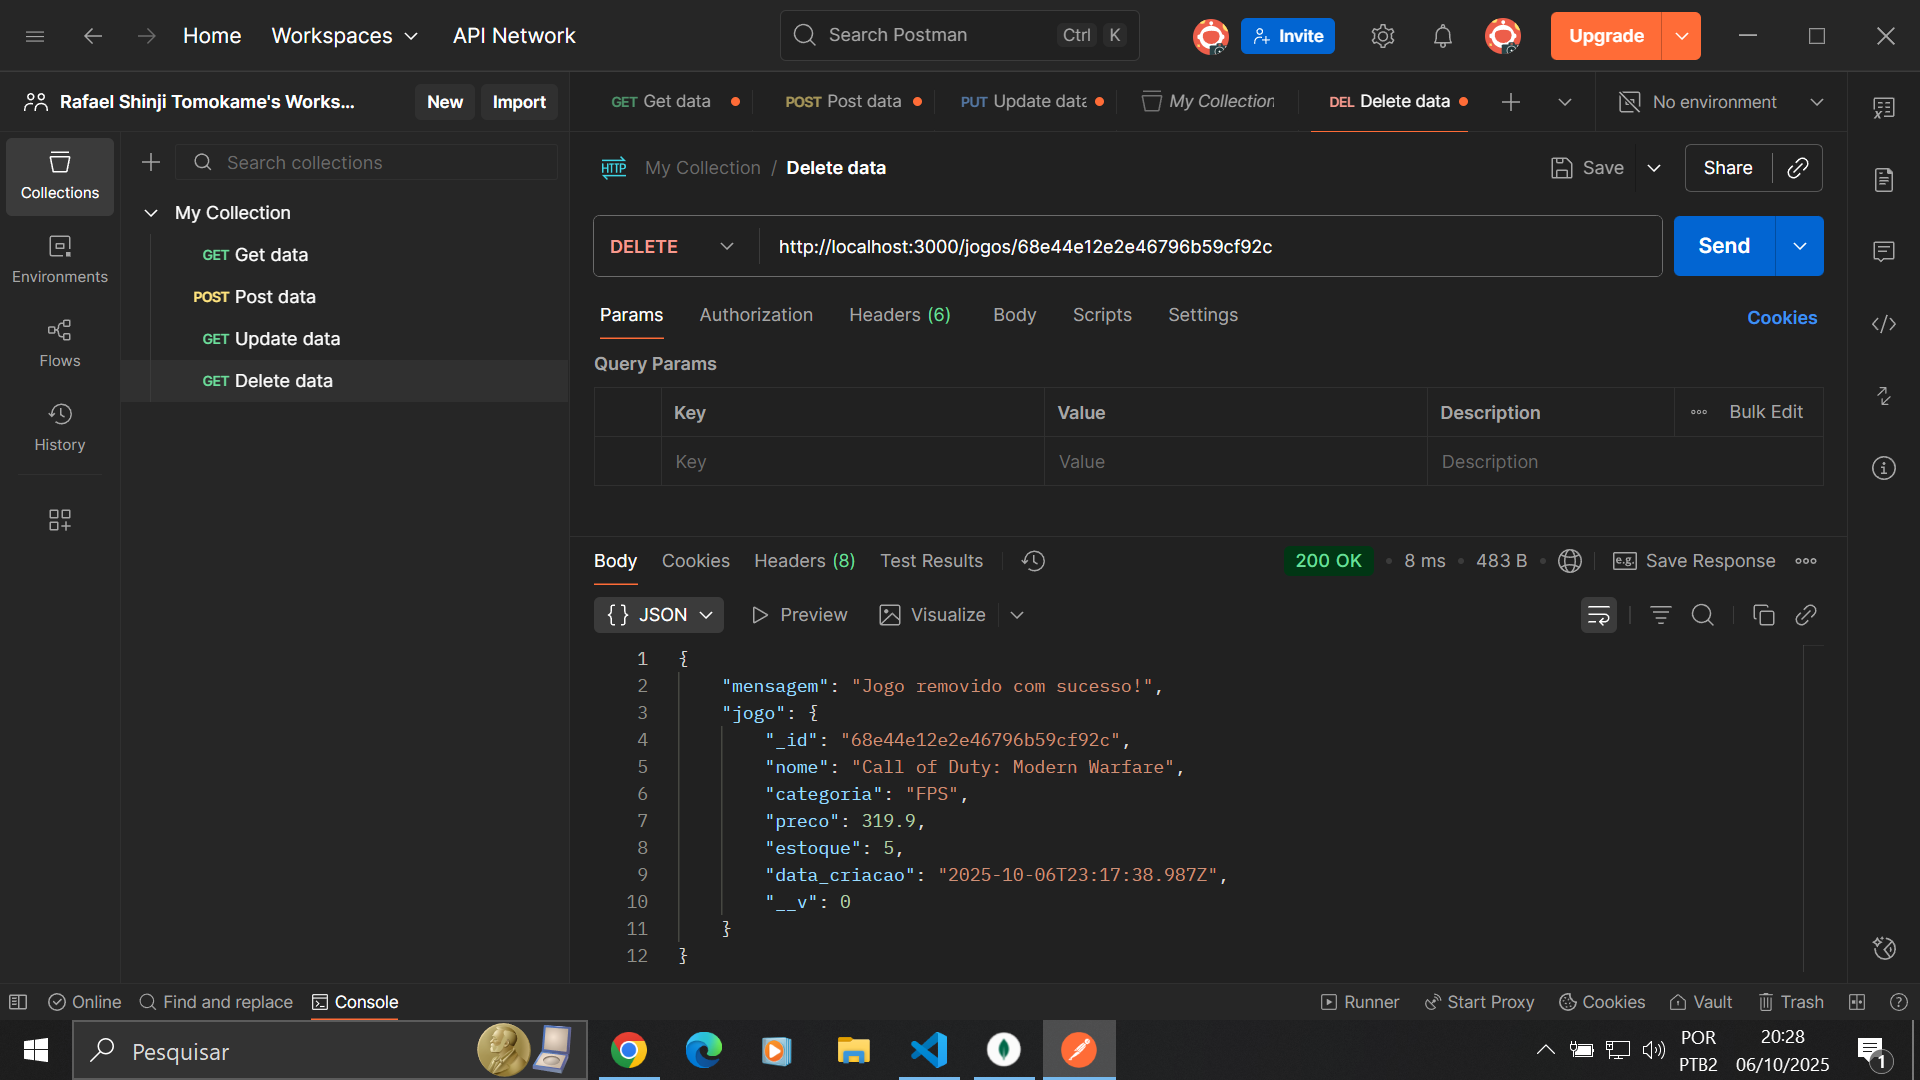 Home
Workspaces
API Network
Search Postman
Ctrl K
Invite
Upgrade
Rafael Shinji Tomokame's Works...
New
Import
GET Get data
POST Post data
PUT Update data
My Collection
DEL Delete data
No environment
Collections
Search collections
My Collection
GET Get data
POST Post data
GET Update data
GET Delete data
Environments
Flows
History
HTTP
My Collection / Delete data
Save
Share
DELETE
http://localhost:3000/jogos/68e44e12e2e46796b59cf92c
Send
Params
Authorization
Headers (6)
Body
Scripts
Settings
Cookies
Query Params
Key
Value
Description
Bulk Edit
Key
Value
Description
Body
Cookies
Headers (8)
Test Results
200 OK
8 ms
483 B
e.g. Save Response
{} JSON
Preview
Visualize
1 {
2 "mensagem": "Jogo removido com sucesso!",
3 "jogo": {
4 "_id": "68e44e12e2e46796b59cf92c",
5 "nome": "Call of Duty: Modern Warfare",
6 "categoria": "FPS",
7 "preco": 319.9,
8 "estoque": 5,
9 "data_criacao": "2025-10-06T23:17:38.987Z",
10 "__v": 0
11 }
12 }
Online
Find and replace
Console
Runner
Start Proxy
Cookies
Vault
Trash
Pesquisar
POR
PTB2
20:28
06/10/2025
1